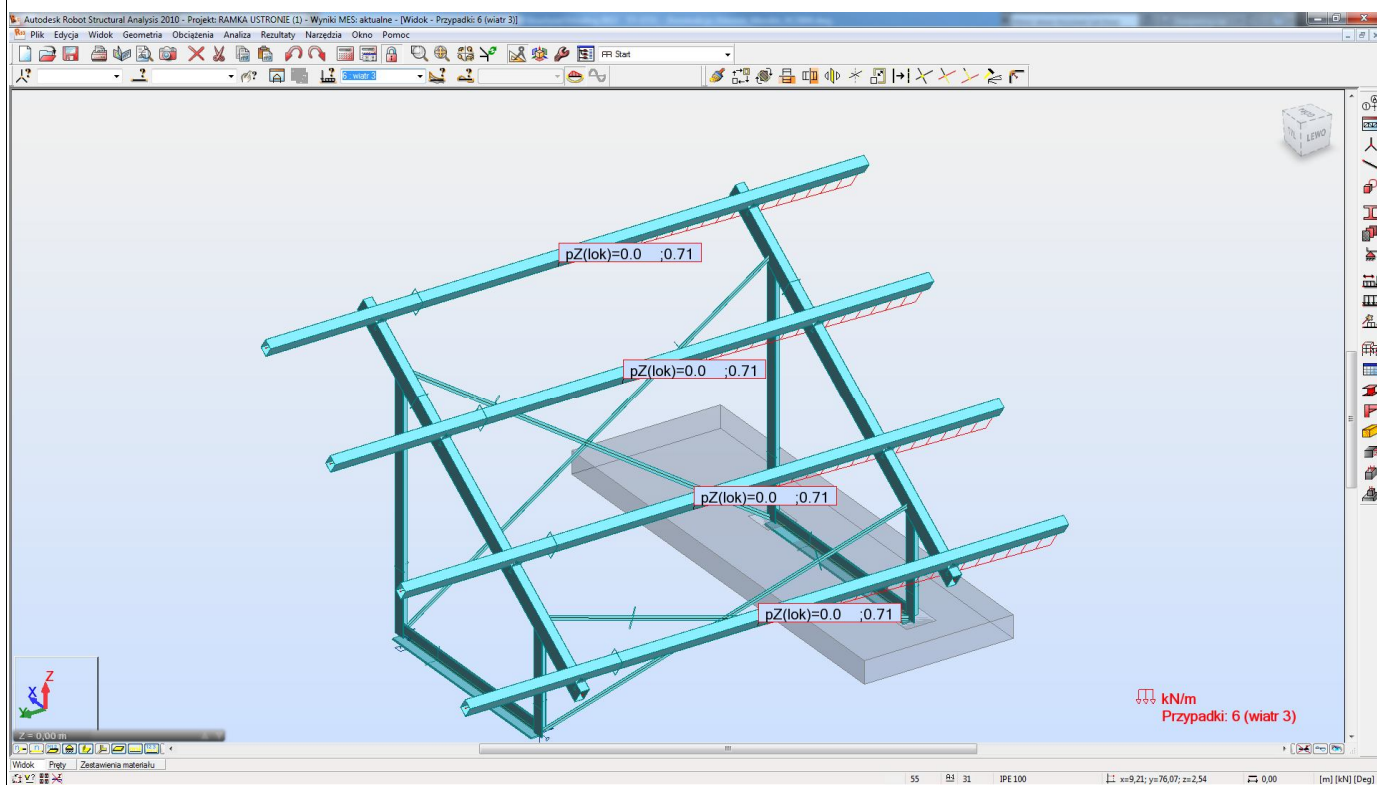 Autodesk Robot Structural Analysis 2010 - Projekt: RAMKA USTRONIE (1) - Wyniki MES: aktualne - [Widok - Przypadki: 6 (wiatr 3)]
Plik Edycja Widok Geometria Obciążenia Analiza Rezultaty Narzędzia Okno Pomoc
Start
6 : wiatr 3
LEWO
pZ(lok)=0.0 ;0.71
pZ(lok)=0.0 ;0.71
pZ(lok)=0.0 ;0.71
pZ(lok)=0.0 ;0.71
Z
X
Y
kN/m
Przypadki: 6 (wiatr 3)
Z = 0,00 m
Widok Pręty Zestawienia materiału
55 31 IPE 100 x=9,21; y=76,07; z=2,54 0,00 [m] [kN] [Deg]